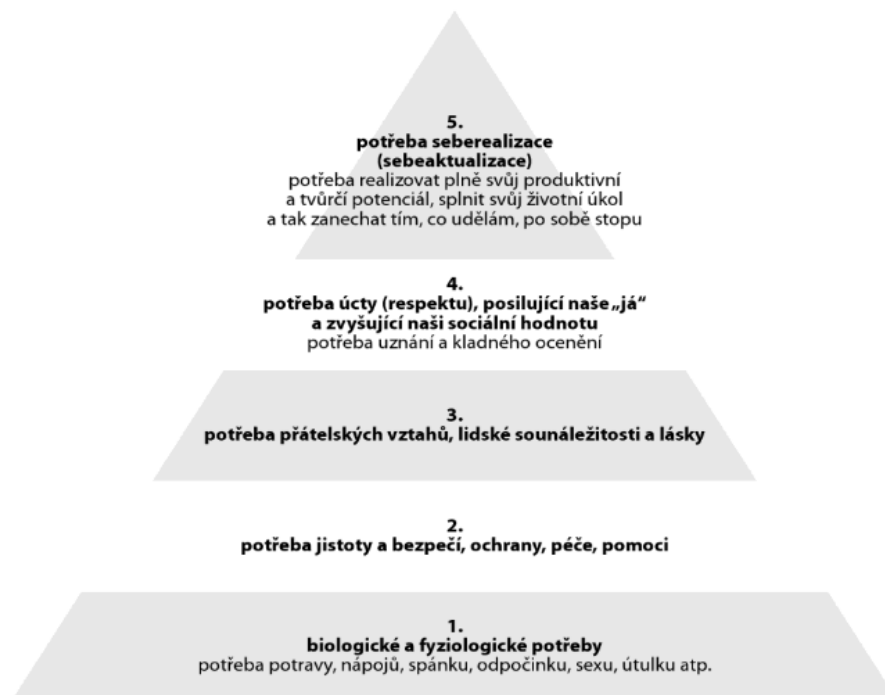 5.
potřeba seberealizace
(sebeaktualizace)
potřeba realizovat plně svůj produktivní
a tvůrčí potenciál, splnit svůj životní úkol
a tak zanechat tím, co udělám, po sobě stopu
4.
potřeba úcty (respektu), posilující naše „já“
a zvyšující naši sociální hodnotu
potřeba uznání a kladného ocenění
3.
potřeba přátelských vztahů, lidské sounáležitosti a lásky
2.
potřeba jistoty a bezpečí, ochrany, péče, pomoci
1.
biologické a fyziologické potřeby
potřeba potravy, nápojů, spánku, odpočinku, sexu, útulku atp.